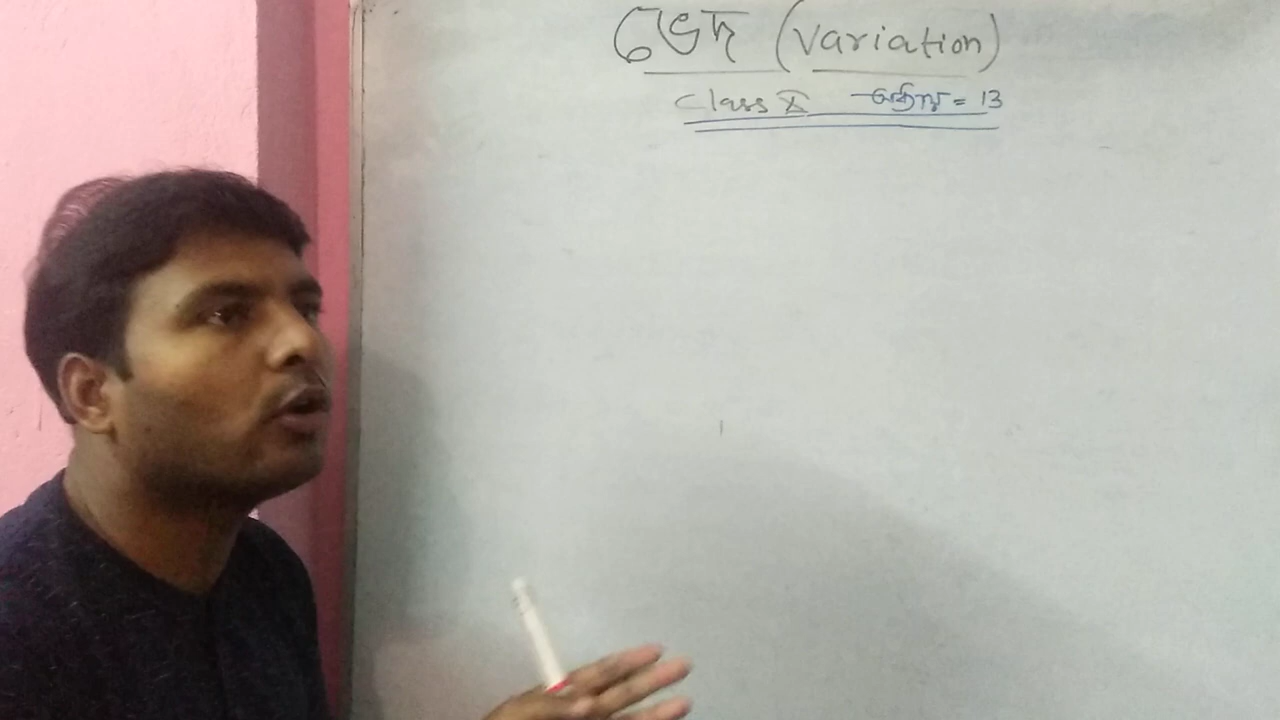 ভেদ (Variation)
Class X অধ্যায় = 13